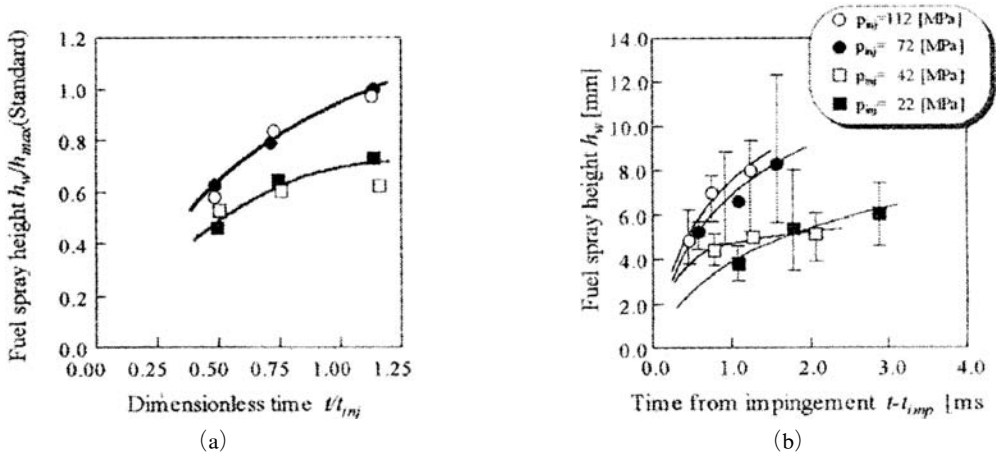 Fuel spray height h_w/h_max(Standard)
1.2
1.0
0.8
0.6
0.4
0.2
0.0
0.00 0.25 0.50 0.75 1.00 1.25
Dimensionless time t/t_inj
(a)
p_inj=112 [MPa]
p_inj= 72 [MPa]
p_inj= 42 [MPa]
p_inj= 22 [MPa]
Fuel spray height h_w [mm]
14.0
12.0
10.0
8.0
6.0
4.0
2.0
0.0
0.0 1.0 2.0 3.0 4.0
Time from impingement t-t_imp [ms
(b)